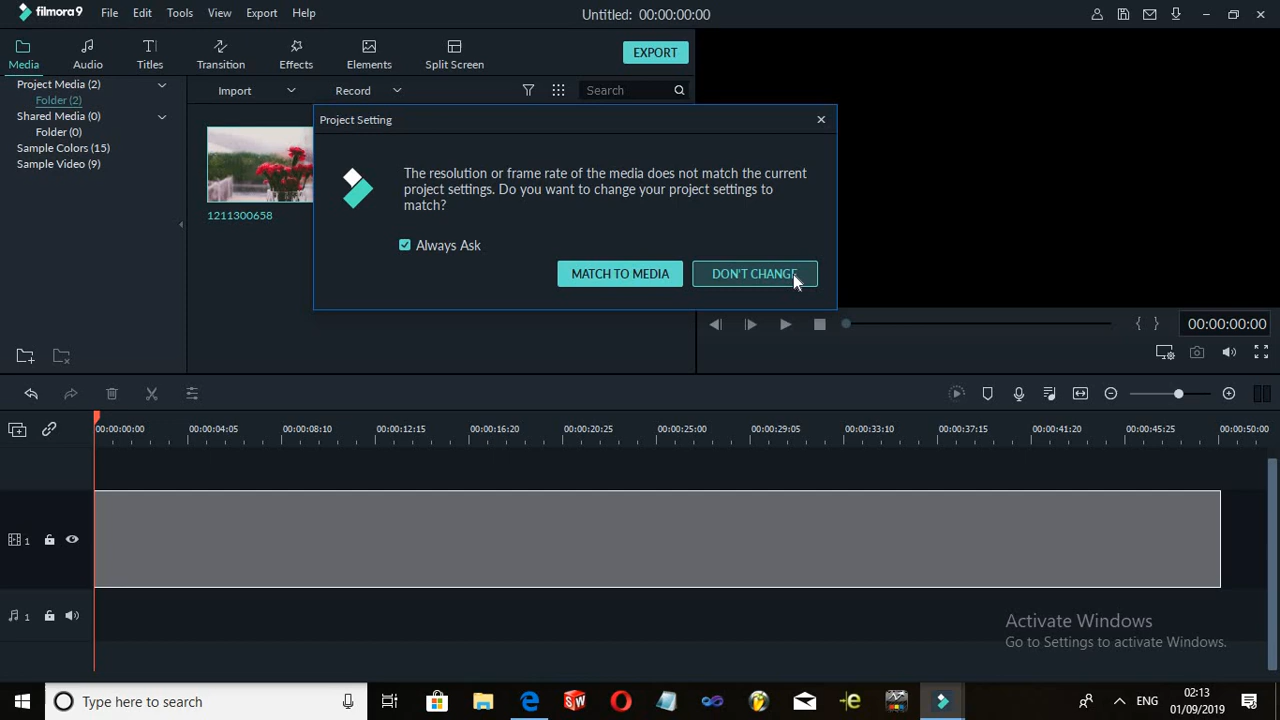 filmora9 File Edit Tools View Export Help Untitled: 00:00:00:00
Media Audio Titles Transition Effects Elements Split Screen EXPORT
Project Media (2)
Folder (2)
Shared Media (0)
Folder (0)
Sample Colors (15)
Sample Video (9)
Import Record Search
1211300658
Project Setting
The resolution or frame rate of the media does not match the current
project settings. Do you want to change your project settings to
match?
Always Ask
MATCH TO MEDIA DON'T CHANGE
00:00:00:00
00:00:00:00 00:00:04:05 00:00:08:10 00:00:12:15 00:00:16:20 00:00:20:25 00:00:25:00 00:00:29:05 00:00:33:10 00:00:37:15 00:00:41:20 00:00:45:25 00:00:50:00
1
1
Activate Windows
Go to Settings to activate Windows.
Type here to search
ENG
02:13
01/09/2019